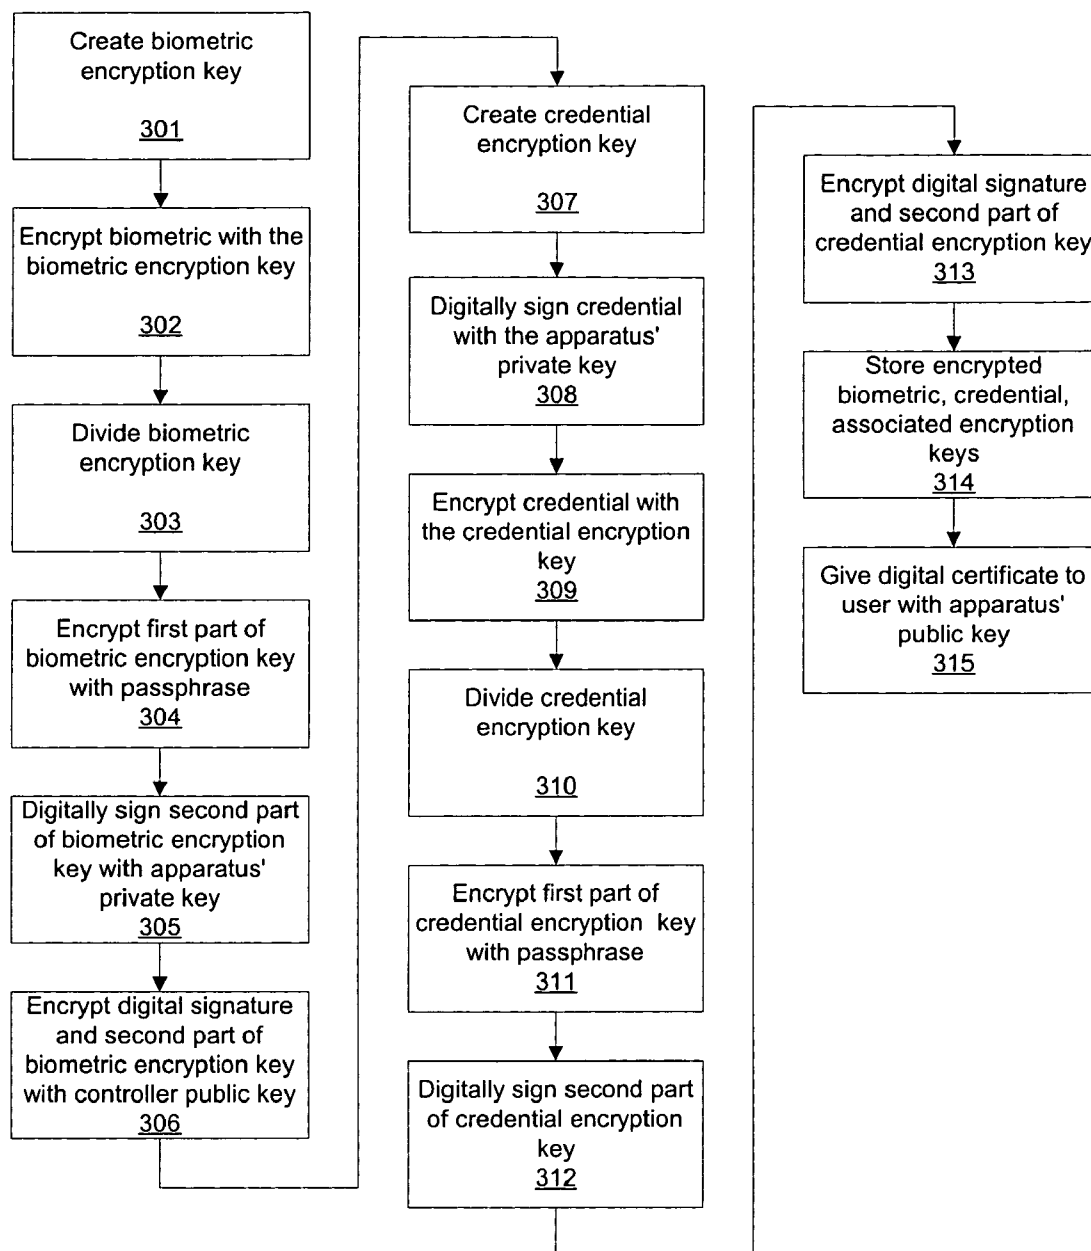 Create biometric
encryption key
301
Encrypt biometric with the
biometric encryption key
302
Divide biometric
encryption key
303
Encrypt first part of
biometric encryption key
with passphrase
304
Digitally sign second part
of biometric encryption
key with apparatus'
private key
305
Encrypt digital signature
and second part of
biometric encryption key
with controller public key
306
Create credential
encryption key
307
Digitally sign credential
with the apparatus'
private key
308
Encrypt credential with
the credential encryption
key
309
Divide credential
encryption key
310
Encrypt first part of
credential encryption key
with passphrase
311
Digitally sign second part
of credential encryption
key
312
Encrypt digital signature
and second part of
credential encryption key
313
Store encrypted
biometric, credential,
associated encryption
keys
314
Give digital certificate to
user with apparatus'
public key
315